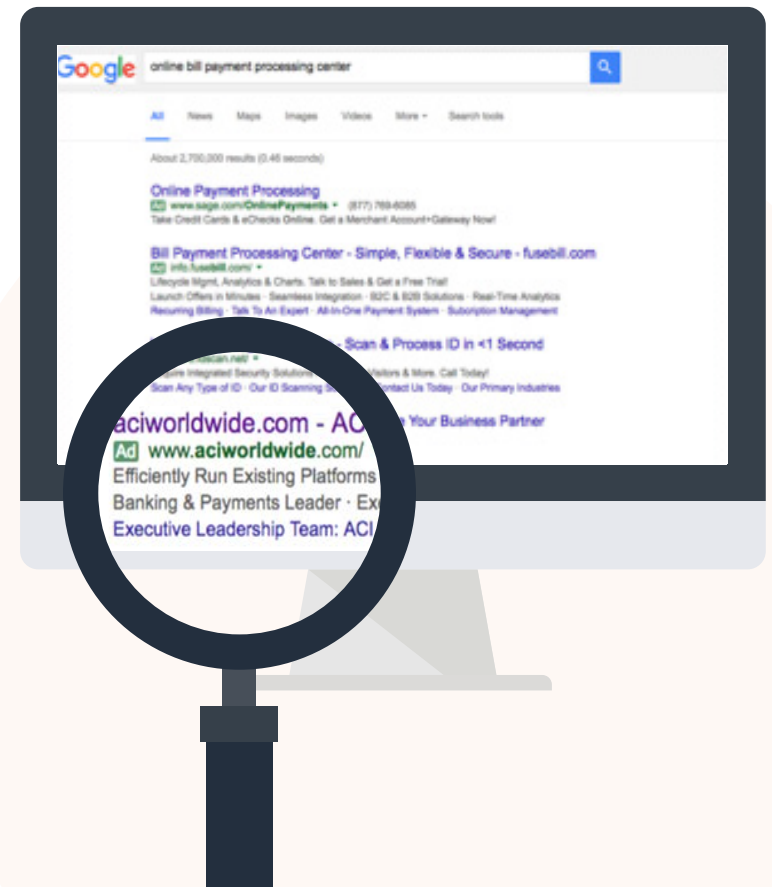 Google online bill payment processing center
All News Maps Images Videos More Search tools
About 2,700,000 results (0.46 seconds)
Online Payment Processing
Ad www.sage.com/OnlinePayments (877) 769-6085
Take Credit Cards & eChecks Online. Get a Merchant Account+Gateway Now!
Bill Payment Processing Center - Simple, Flexible & Secure - fusebill.com
Ad info.fusebill.com/
Lifecycle Mgmt, Analytics & Charts. Talk to Sales & Get a Free Trial!
Launch Offers in Minutes · Seamless Integration · B2C & B2B Solutions · Real-Time Analytics
Recurring Billing · Talk To An Expert · All-In-One Payment System · Subcription Management
- Scan & Process ID in <1 Second
.net/
Integrated Security Solutions Visitors & More. Call Today!
Scan Any Type of ID · Our ID Scanning Contact Us Today · Our Primary Industries
aciworldwide.com - AC Your Business Partner
Ad www.aciworldwide.com/
Efficiently Run Existing Platforms
Banking & Payments Leader · Ex
Executive Leadership Team: ACI